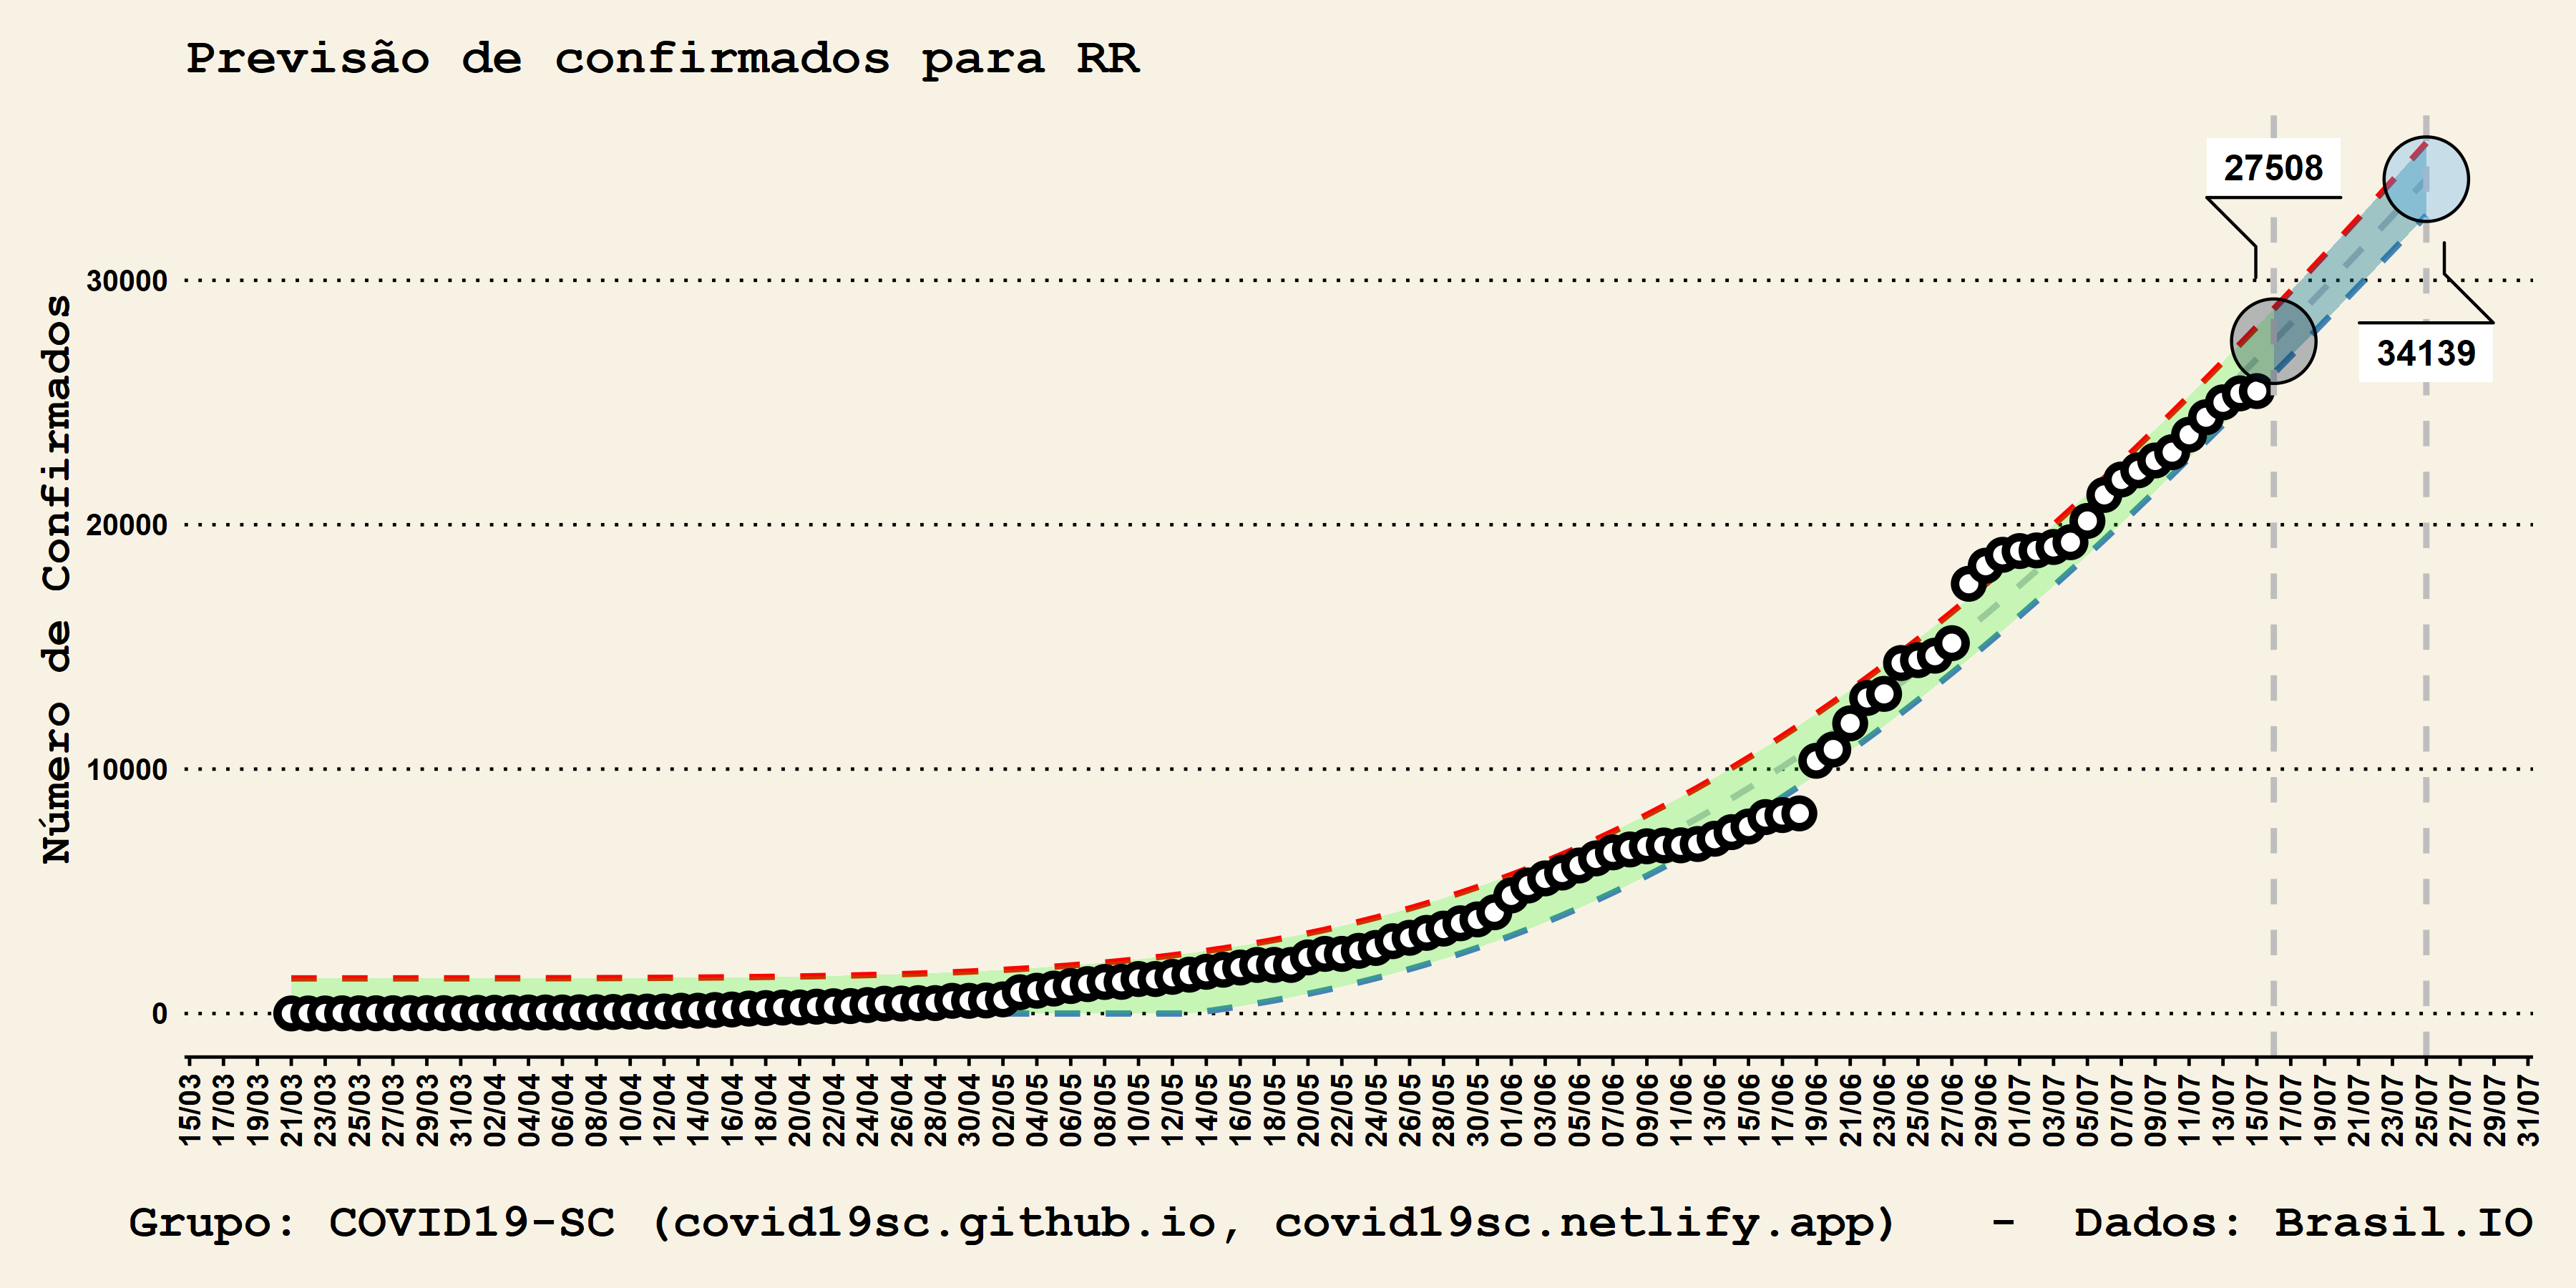 Previsão de confirmados para RR
27508
34139
Número de Confirmados
30000
20000
10000
0
15/03 17/03 19/03 21/03 23/03 25/03 27/03 29/03 31/03 02/04 04/04 06/04 08/04 10/04 12/04 14/04 16/04 18/04 20/04 22/04 24/04 26/04 28/04 30/04 02/05 04/05 06/05 08/05 10/05 12/05 14/05 16/05 18/05 20/05 22/05 24/05 26/05 28/05 30/05 01/06 03/06 05/06 07/06 09/06 11/06 13/06 15/06 17/06 19/06 21/06 23/06 25/06 27/06 29/06 01/07 03/07 05/07 07/07 09/07 11/07 13/07 15/07 17/07 19/07 21/07 23/07 25/07 27/07 29/07 31/07
Grupo: COVID19-SC (covid19sc.github.io, covid19sc.netlify.app) - Dados: Brasil.IO